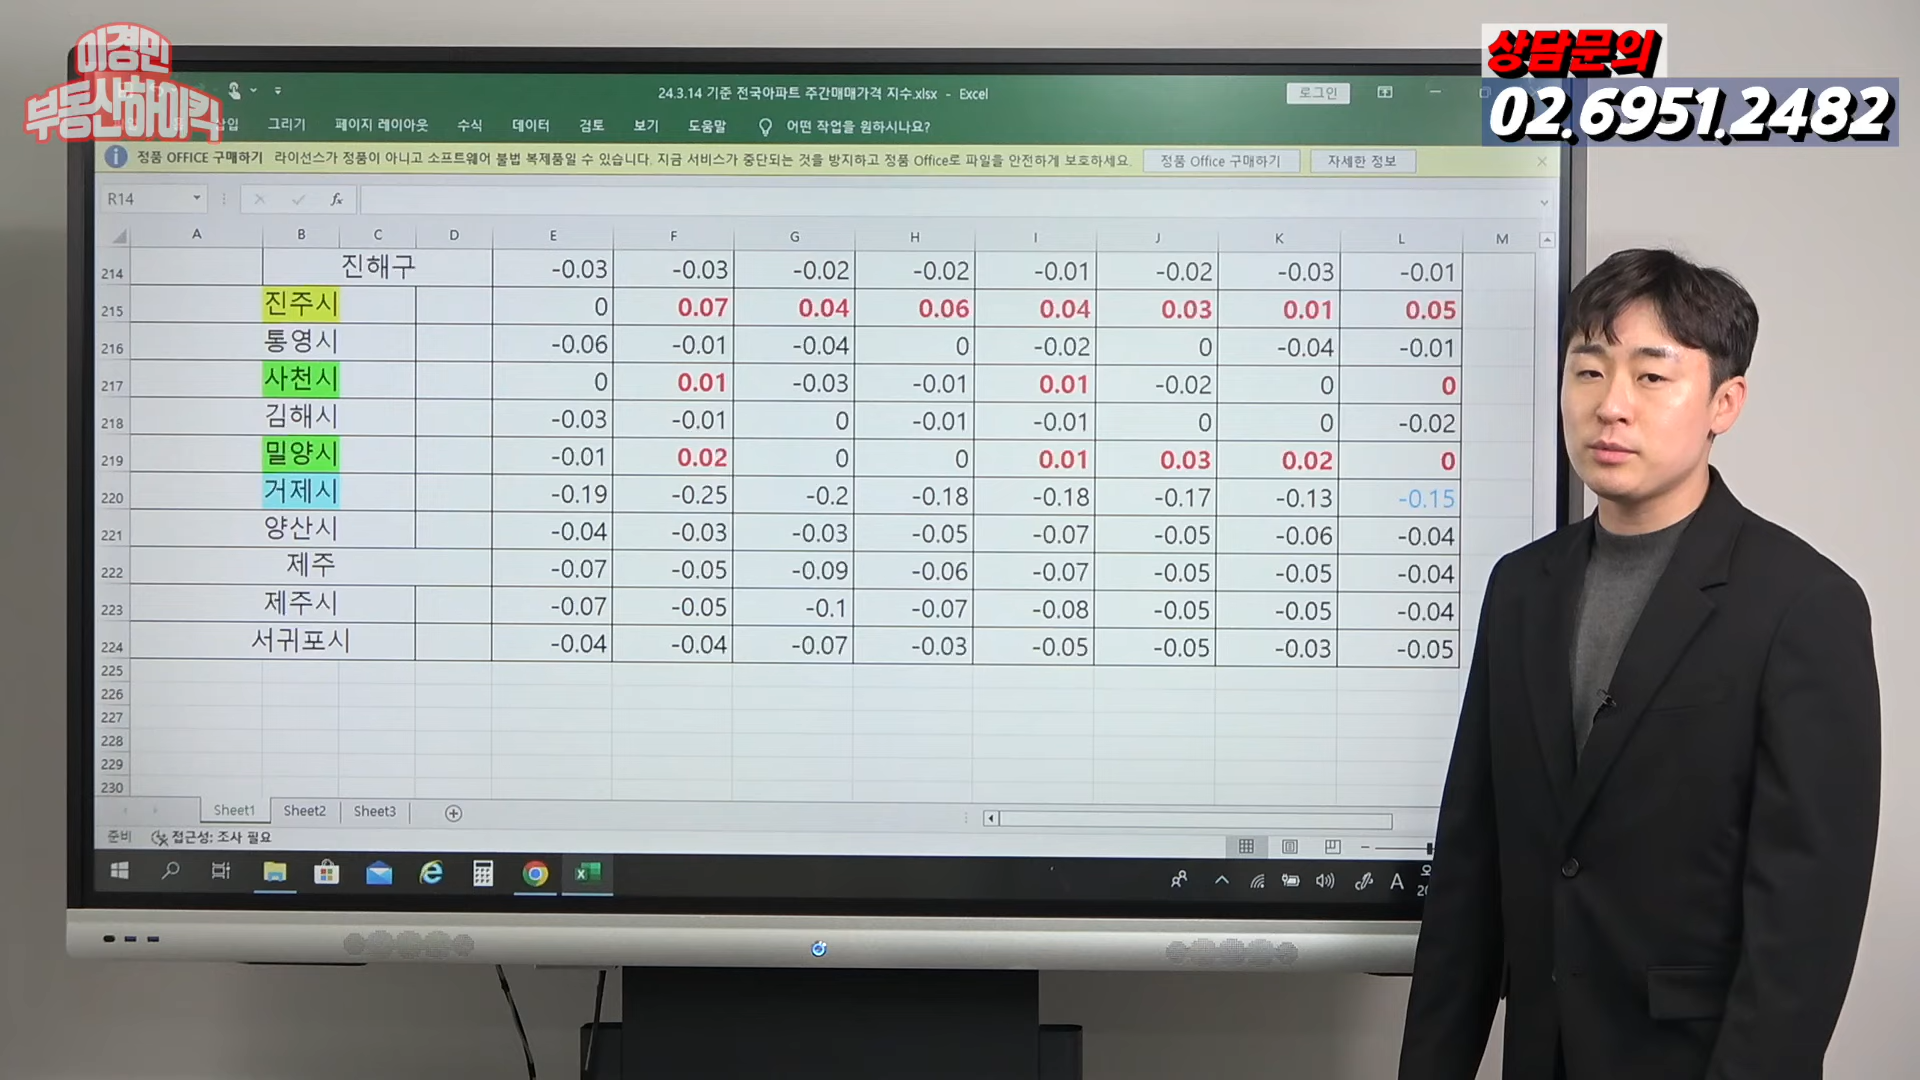 이경민
부동산하이킥
상담문의
02.6951.2482
24.3.14 기준 전국아파트 주간매매가격 지수.xlsx - Excel
로그인
삽입 그리기 페이지 레이아웃 수식 데이터 검토 보기 도움말 어떤 작업을 원하시나요?
정품 OFFICE 구매하기 라이선스가 정품이 아니고 소프트웨어 불법 복제품일 수 있습니다. 지금 서비스가 중단되는 것을 방지하고 정품 Office로 파일을 안전하게 보호하세요. 정품 Office 구매하기 자세한 정보
R14 fx
A B C D E F G H I J K L M
214 진해구 -0.03 -0.03 -0.02 -0.02 -0.01 -0.02 -0.03 -0.01
215 진주시 0 0.07 0.04 0.06 0.04 0.03 0.01 0.05
216 통영시 -0.06 -0.01 -0.04 0 -0.02 0 -0.04 -0.01
217 사천시 0 0.01 -0.03 -0.01 0.01 -0.02 0 0
218 김해시 -0.03 -0.01 0 -0.01 -0.01 0 0 -0.02
219 밀양시 -0.01 0.02 0 0 0.01 0.03 0.02 0
220 거제시 -0.19 -0.25 -0.2 -0.18 -0.18 -0.17 -0.13 -0.15
221 양산시 -0.04 -0.03 -0.03 -0.05 -0.07 -0.05 -0.06 -0.04
222 제주 -0.07 -0.05 -0.09 -0.06 -0.07 -0.05 -0.05 -0.04
223 제주시 -0.07 -0.05 -0.1 -0.07 -0.08 -0.05 -0.05 -0.04
224 서귀포시 -0.04 -0.04 -0.07 -0.03 -0.05 -0.05 -0.03 -0.05
225
226
227
228
229
230
Sheet1 Sheet2 Sheet3
준비 접근성: 조사 필요
A